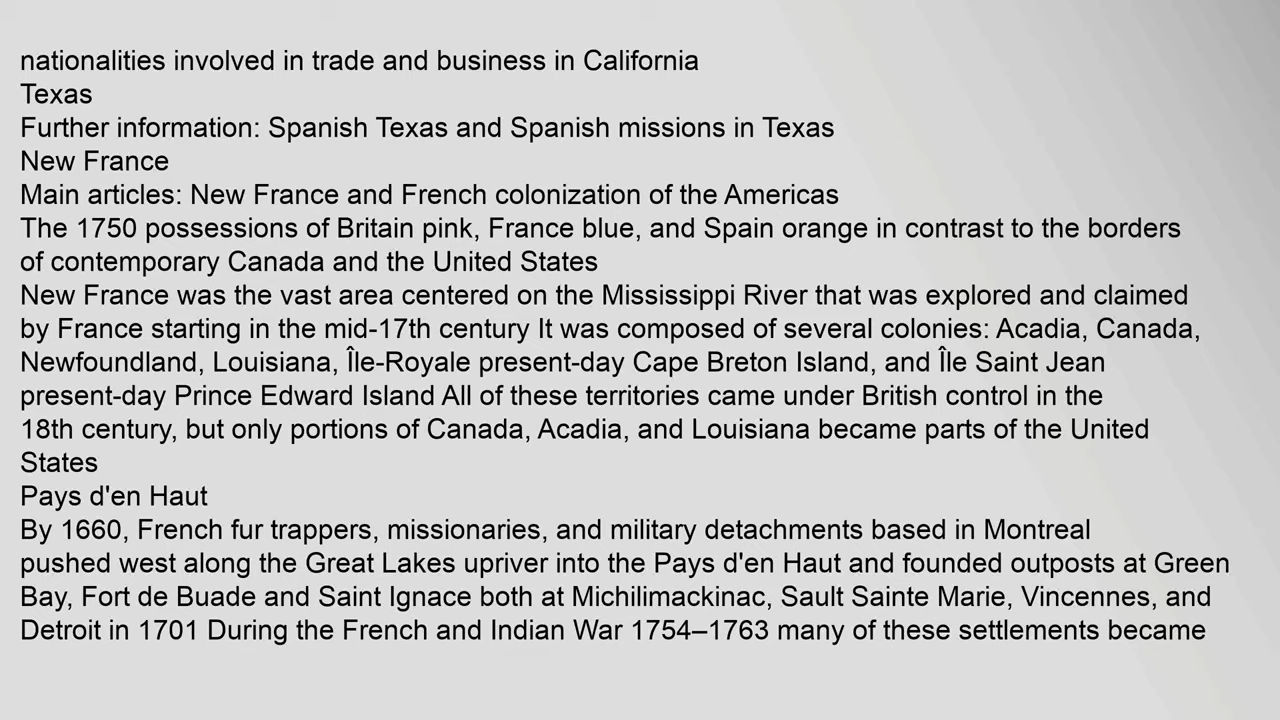 nationalities involved in trade and business in California
Texas
Further information: Spanish Texas and Spanish missions in Texas
New France
Main articles: New France and French colonization of the Americas
The 1750 possessions of Britain pink, France blue, and Spain orange in contrast to the borders
of contemporary Canada and the United States
New France was the vast area centered on the Mississippi River that was explored and claimed
by France starting in the mid-17th century It was composed of several colonies: Acadia, Canada,
Newfoundland, Louisiana, Île-Royale present-day Cape Breton Island, and Île Saint Jean
present-day Prince Edward Island All of these territories came under British control in the
18th century, but only portions of Canada, Acadia, and Louisiana became parts of the United
States
Pays d'en Haut
By 1660, French fur trappers, missionaries, and military detachments based in Montreal
pushed west along the Great Lakes upriver into the Pays d'en Haut and founded outposts at Green
Bay, Fort de Buade and Saint Ignace both at Michilimackinac, Sault Sainte Marie, Vincennes, and
Detroit in 1701 During the French and Indian War 1754–1763 many of these settlements became